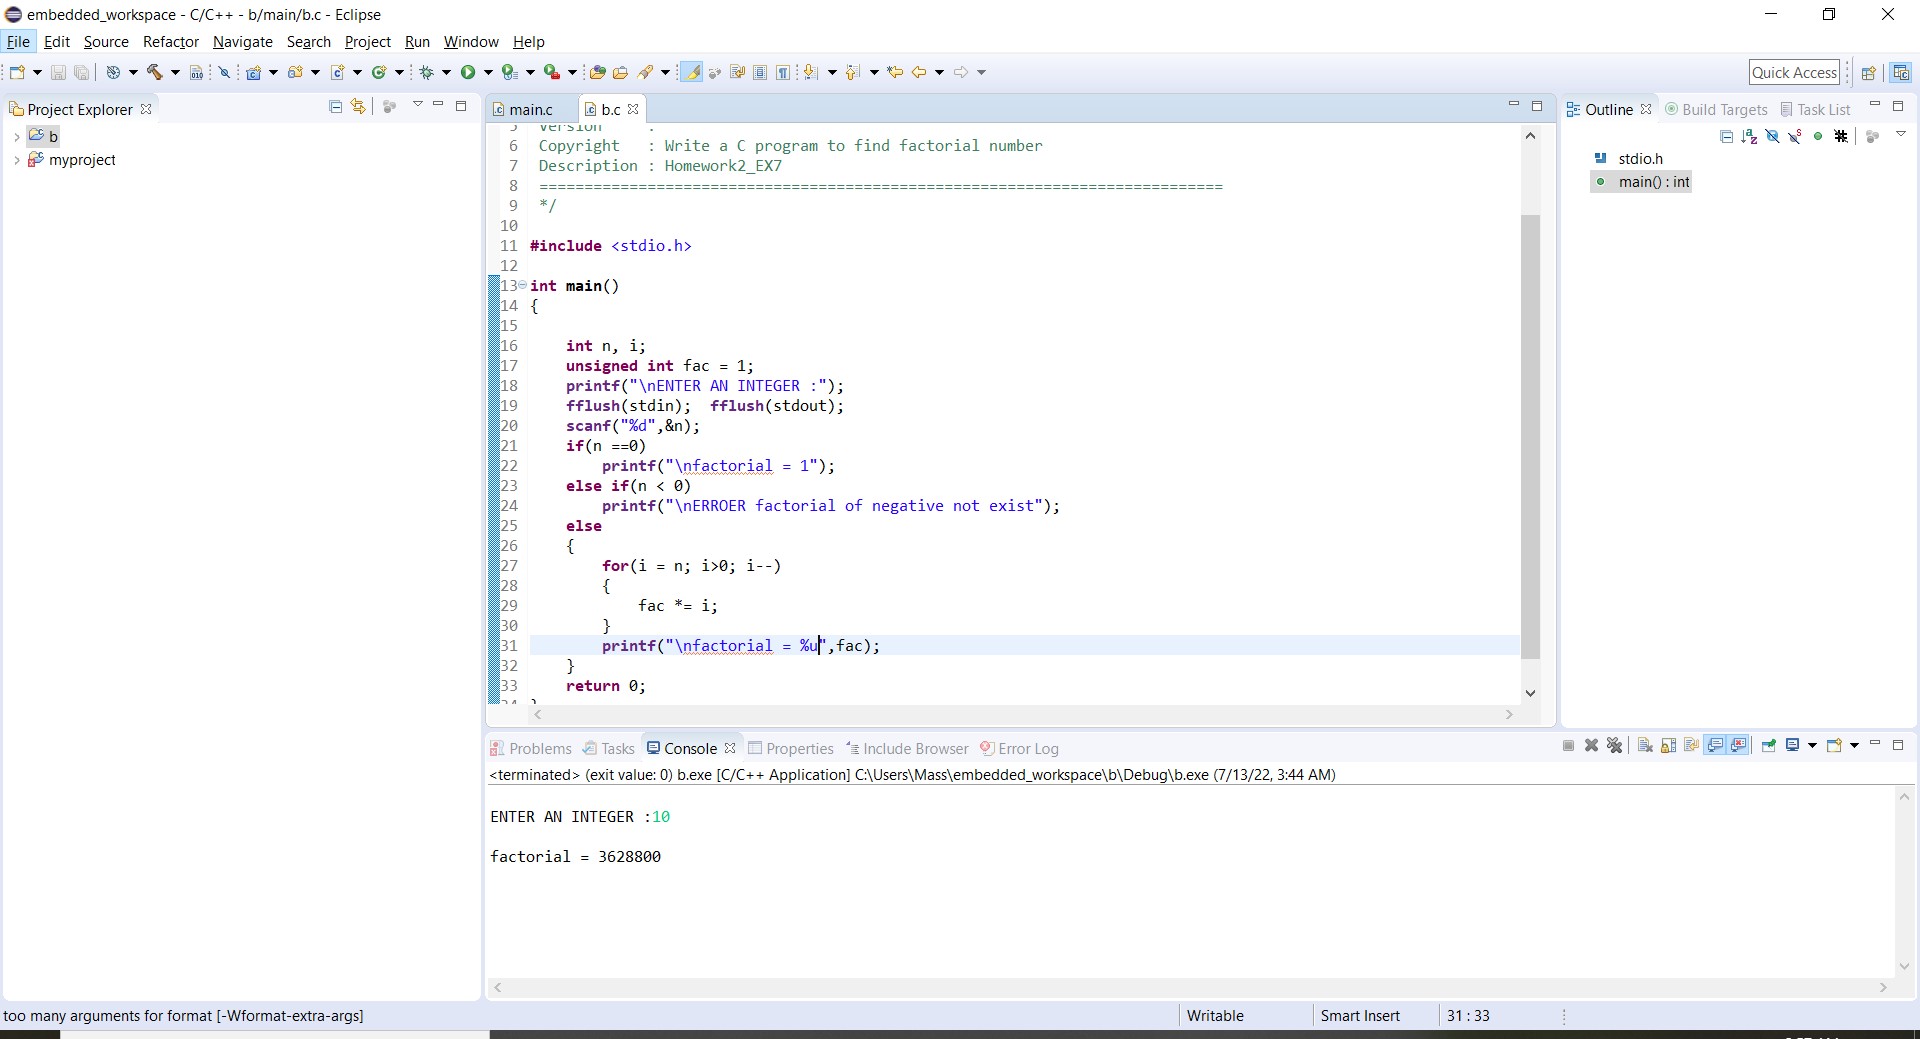 embedded_workspace - C/C++ - b/main/b.c - Eclipse
File Edit Source Refactor Navigate Search Project Run Window Help
Quick Access
Project Explorer
b
myproject
main.c b.c
5 Version :
6 Copyright : Write a C program to find factorial number
7 Description : Homework2_EX7
8 ============================================================================
9 */
10
11 #include <stdio.h>
12
13 int main()
14 {
15
16 int n, i;
17 unsigned int fac = 1;
18 printf("\nENTER AN INTEGER :");
19 fflush(stdin); fflush(stdout);
20 scanf("%d",&n);
21 if(n ==0)
22 printf("\nfactorial = 1");
23 else if(n < 0)
24 printf("\nERROER factorial of negative not exist");
25 else
26 {
27 for(i = n; i>0; i--)
28 {
29 fac *= i;
30 }
31 printf("\nfactorial = %u",fac);
32 }
33 return 0;
34 }
Outline Build Targets Task List
stdio.h
main() : int
Problems Tasks Console Properties Include Browser Error Log
<terminated> (exit value: 0) b.exe [C/C++ Application] C:\Users\Mass\embedded_workspace\b\Debug\b.exe (7/13/22, 3:44 AM)
ENTER AN INTEGER :10
factorial = 3628800
too many arguments for format [-Wformat-extra-args]
Writable Smart Insert 31 : 33